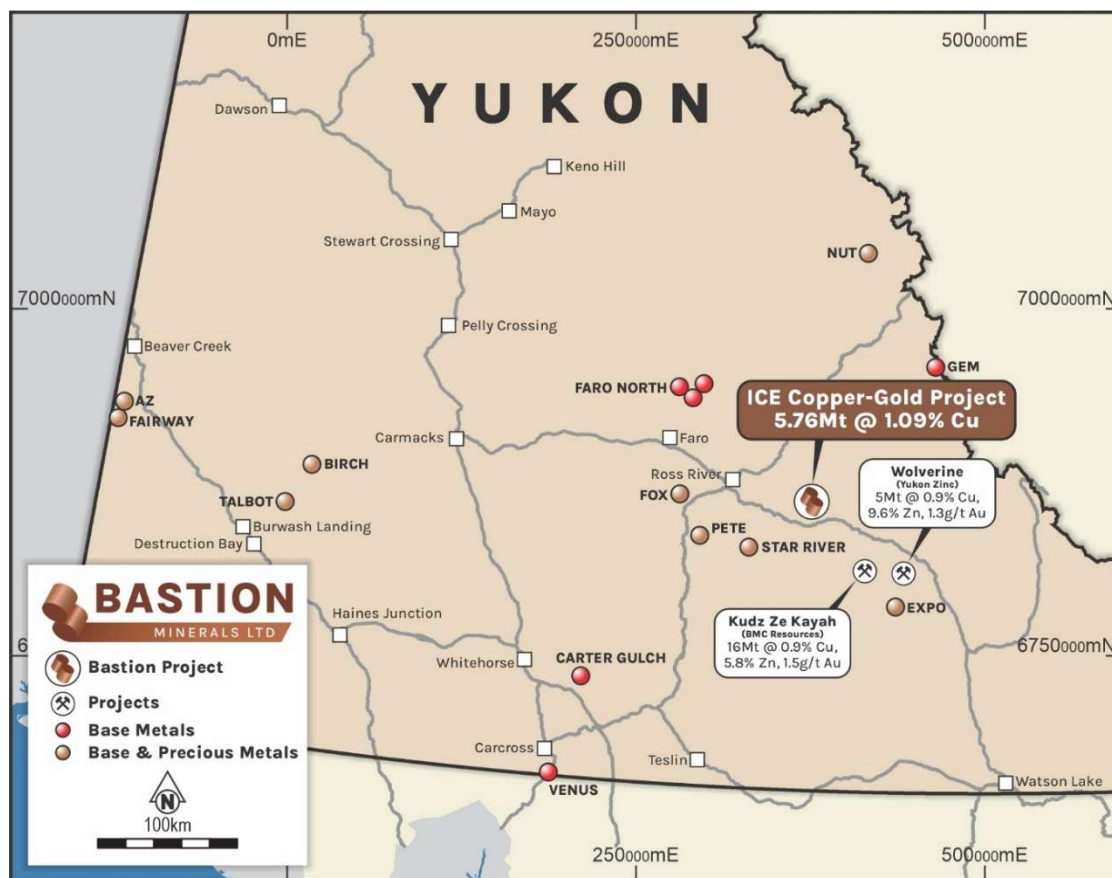 0mE
250000mE
500000mE
YUKON
Dawson
Keno Hill
Mayo
Stewart Crossing
NUT
7000000mN
7000000mN
Pelly Crossing
Beaver Creek
GEM
FARO NORTH
AZ
FAIRWAY
ICE Copper-Gold Project
5.76Mt @ 1.09% Cu
Carmacks
Faro
BIRCH
Ross River
Wolverine
(Yukon Zinc)
5Mt @ 0.9% Cu,
9.6% Zn, 1.3g/t Au
FOX
TALBOT
Burwash Landing
Destruction Bay
PETE
STAR RIVER
EXPO
Kudz Ze Kayah
(BMC Resources)
16Mt @ 0.9% Cu,
5.8% Zn, 1.5g/t Au
Haines Junction
6
6750000mN
Whitehorse
CARTER GULCH
Carcross
VENUS
Teslin
Watson Lake
BASTION
MINERALS LTD
Bastion Project
Projects
Base Metals
Base & Precious Metals
N
100km
250000mE
500000mE